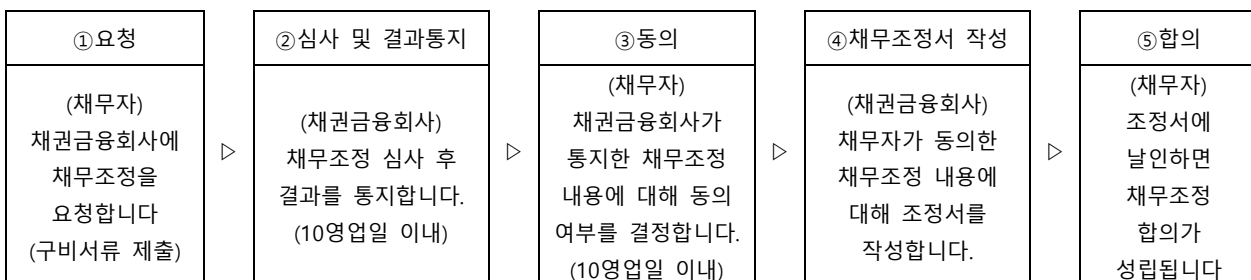 ①요청
(채무자)
채권금융회사에
채무조정을
요청합니다
(구비서류 제출)
▷
②심사 및 결과통지
(채권금융회사)
채무조정 심사 후
결과를 통지합니다.
(10영업일 이내)
▷
③동의
(채무자)
채권금융회사가
통지한 채무조정
내용에 대해 동의
여부를 결정합니다.
(10영업일 이내)
▷
④채무조정서 작성
(채권금융회사)
채무자가 동의한
채무조정 내용에
대해 조정서를
작성합니다.
▷
⑤합의
(채무자)
조정서에
날인하면
채무조정
합의가
성립됩니다